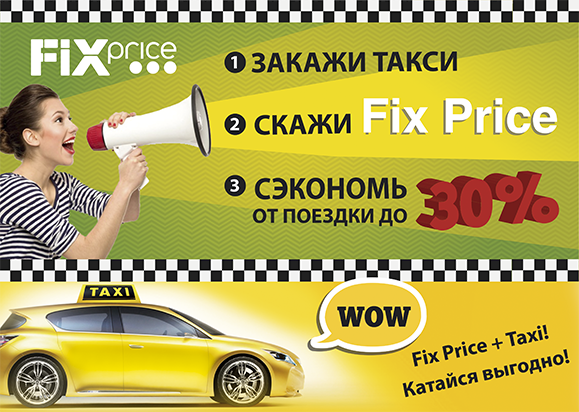 FiX price
1 ЗАКАЖИ ТАКСИ
2 СКАЖИ Fix Price
3 СЭКОНОМЬ
ОТ ПОЕЗДКИ ДО 30%
TAXI
WOW
Fix Price + Taxi!
Катайся выгодно!